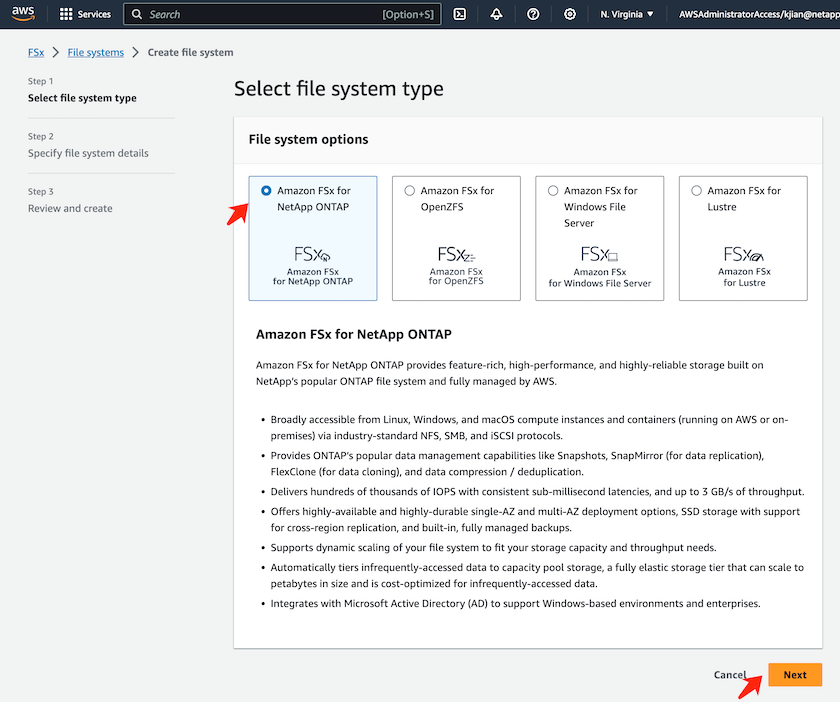 aws
Services
Search
[Option+S]
N. Virginia
AWSAdministratorAccess/kjian@netapp
FSx
File systems
Create file system
Step 1
Select file system type
Step 2
Specify file system details
Step 3
Review and create
Select file system type
File system options
Amazon FSx for
NetApp ONTAP
FSx
Amazon FSx
for NetApp ONTAP
Amazon FSx for
OpenZFS
FSx
Amazon FSx
for OpenZFS
Amazon FSx for
Windows File
Server
FSx
Amazon FSx
for Windows File Server
Amazon FSx for
Lustre
FSx
Amazon FSx
for Lustre
Amazon FSx for NetApp ONTAP
Amazon FSx for NetApp ONTAP provides feature-rich, high-performance, and highly-reliable storage built on
NetApp's popular ONTAP file system and fully managed by AWS.
• Broadly accessible from Linux, Windows, and macOS compute instances and containers (running on AWS or on-
premises) via industry-standard NFS, SMB, and iSCSI protocols.
• Provides ONTAP's popular data management capabilities like Snapshots, SnapMirror (for data replication),
FlexClone (for data cloning), and data compression / deduplication.
• Delivers hundreds of thousands of IOPS with consistent sub-millisecond latencies, and up to 3 GB/s of throughput.
• Offers highly-available and highly-durable single-AZ and multi-AZ deployment options, SSD storage with support
for cross-region replication, and built-in, fully managed backups.
• Supports dynamic scaling of your file system to fit your storage capacity and throughput needs.
• Automatically tiers infrequently-accessed data to capacity pool storage, a fully elastic storage tier that can scale to
petabytes in size and is cost-optimized for infrequently-accessed data.
• Integrates with Microsoft Active Directory (AD) to support Windows-based environments and enterprises.
Cancel
Next